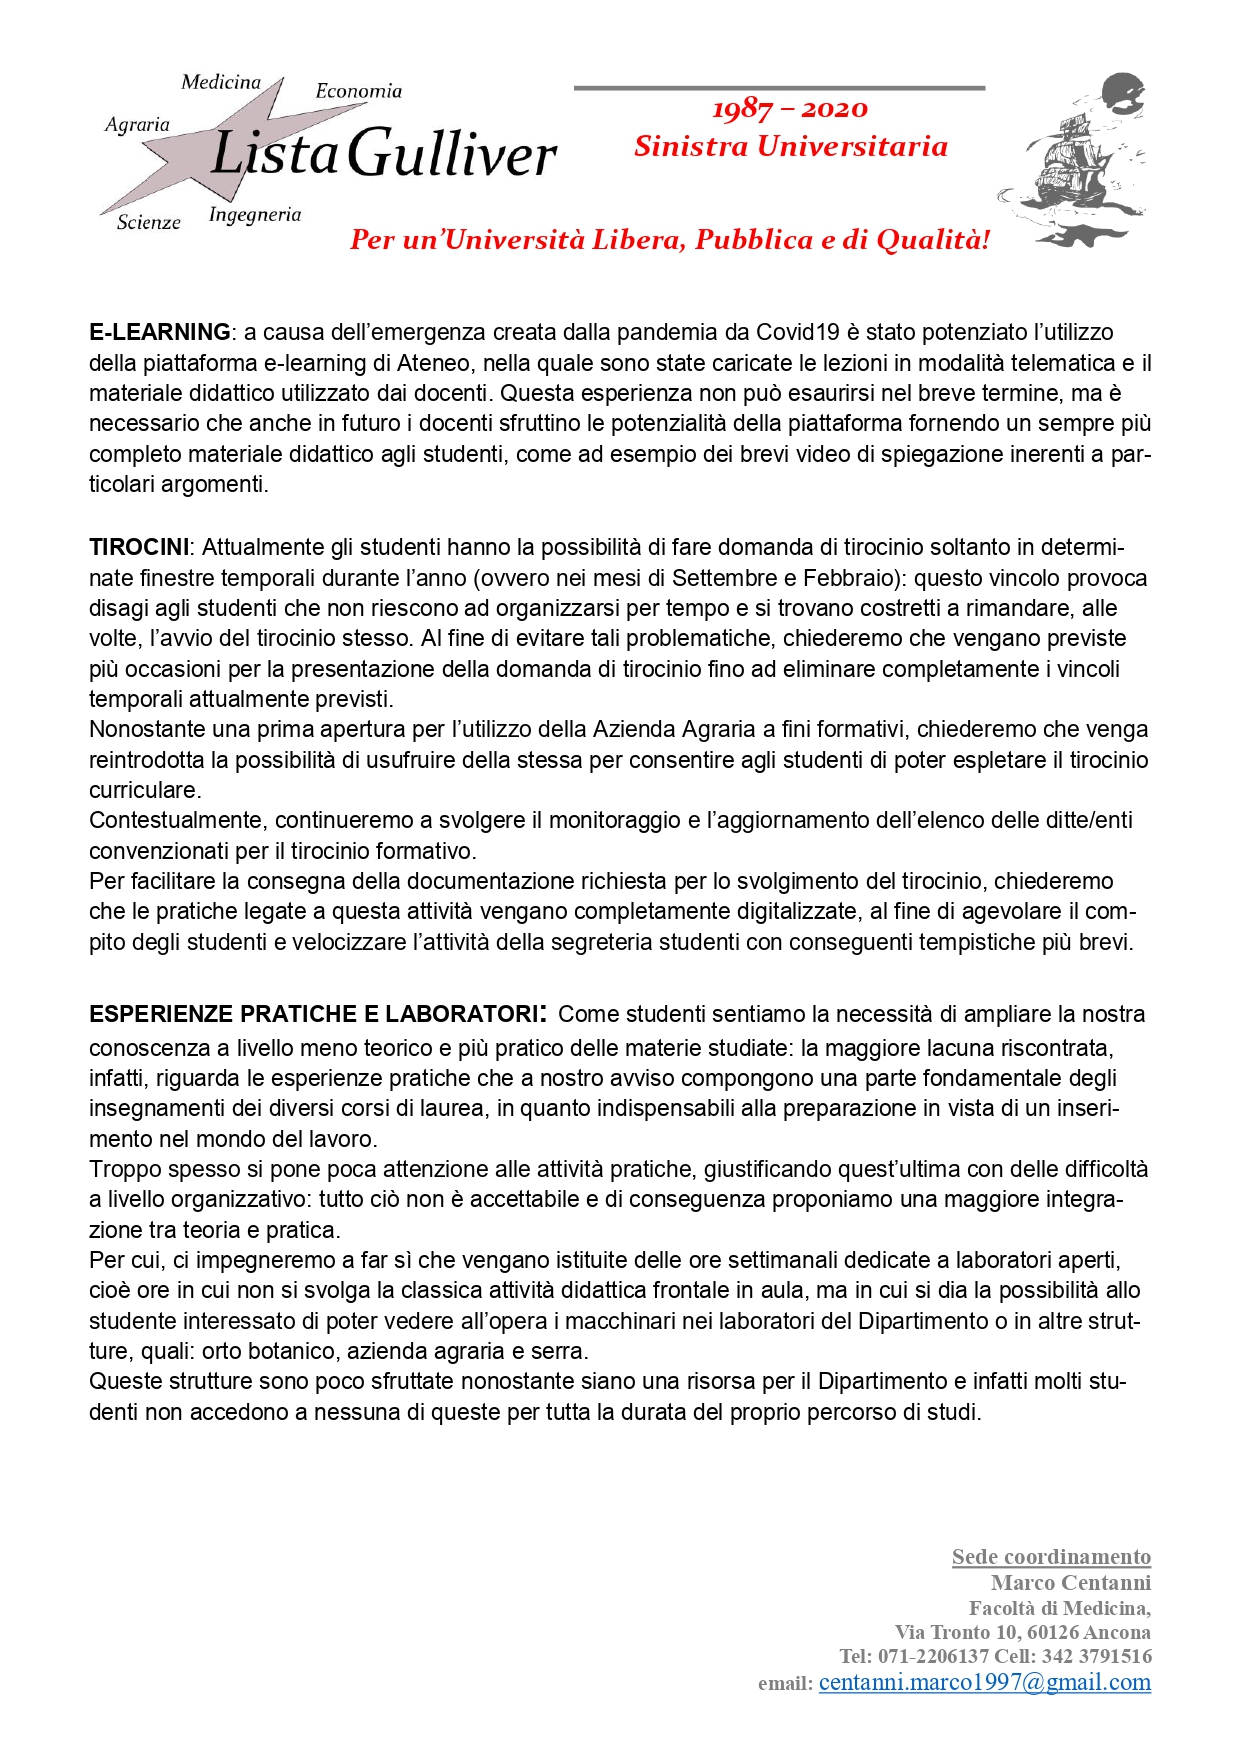 Medicina
Economia
Agraria
Lista Gulliver
Scienze
Ingegneria
1987 – 2020
Sinistra Universitaria
Per un’Università Libera, Pubblica e di Qualità!
E-LEARNING: a causa dell’emergenza creata dalla pandemia da Covid19 è stato potenziato l’utilizzo
della piattaforma e-learning di Ateneo, nella quale sono state caricate le lezioni in modalità telematica e il
materiale didattico utilizzato dai docenti. Questa esperienza non può esaurirsi nel breve termine, ma è
necessario che anche in futuro i docenti sfruttino le potenzialità della piattaforma fornendo un sempre più
completo materiale didattico agli studenti, come ad esempio dei brevi video di spiegazione inerenti a par-
ticolari argomenti.
TIROCINI: Attualmente gli studenti hanno la possibilità di fare domanda di tirocinio soltanto in determi-
nate finestre temporali durante l’anno (ovvero nei mesi di Settembre e Febbraio): questo vincolo provoca
disagi agli studenti che non riescono ad organizzarsi per tempo e si trovano costretti a rimandare, alle
volte, l’avvio del tirocinio stesso. Al fine di evitare tali problematiche, chiederemo che vengano previste
più occasioni per la presentazione della domanda di tirocinio fino ad eliminare completamente i vincoli
temporali attualmente previsti.
Nonostante una prima apertura per l’utilizzo della Azienda Agraria a fini formativi, chiederemo che venga
reintrodotta la possibilità di usufruire della stessa per consentire agli studenti di poter espletare il tirocinio
curriculare.
Contestualmente, continueremo a svolgere il monitoraggio e l’aggiornamento dell’elenco delle ditte/enti
convenzionati per il tirocinio formativo.
Per facilitare la consegna della documentazione richiesta per lo svolgimento del tirocinio, chiederemo
che le pratiche legate a questa attività vengano completamente digitalizzate, al fine di agevolare il com-
pito degli studenti e velocizzare l’attività della segreteria studenti con conseguenti tempistiche più brevi.
ESPERIENZE PRATICHE E LABORATORI: Come studenti sentiamo la necessità di ampliare la nostra
conoscenza a livello meno teorico e più pratico delle materie studiate: la maggiore lacuna riscontrata,
infatti, riguarda le esperienze pratiche che a nostro avviso compongono una parte fondamentale degli
insegnamenti dei diversi corsi di laurea, in quanto indispensabili alla preparazione in vista di un inseri-
mento nel mondo del lavoro.
Troppo spesso si pone poca attenzione alle attività pratiche, giustificando quest’ultima con delle difficoltà
a livello organizzativo: tutto ciò non è accettabile e di conseguenza proponiamo una maggiore integra-
zione tra teoria e pratica.
Per cui, ci impegneremo a far sì che vengano istituite delle ore settimanali dedicate a laboratori aperti,
cioè ore in cui non si svolga la classica attività didattica frontale in aula, ma in cui si dia la possibilità allo
studente interessato di poter vedere all’opera i macchinari nei laboratori del Dipartimento o in altre strut-
ture, quali: orto botanico, azienda agraria e serra.
Queste strutture sono poco sfruttate nonostante siano una risorsa per il Dipartimento e infatti molti stu-
denti non accedono a nessuna di queste per tutta la durata del proprio percorso di studi.
Sede coordinamento
Marco Centanni
Facoltà di Medicina,
Via Tronto 10, 60126 Ancona
Tel: 071-2206137 Cell: 342 3791516
email: centanni.marco1997@gmail.com